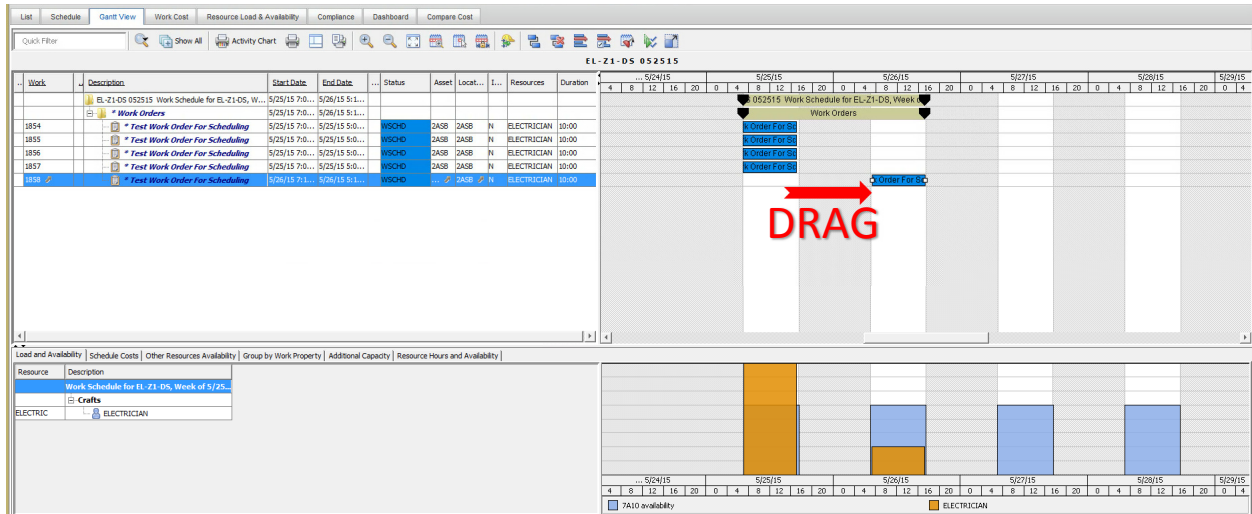 List Schedule Gantt View Work Cost Resource Load & Availability Compliance Dashboard Compare Cost
Quick Filter Show All Activity Chart
EL-Z1-DS 052515
.. Work .. Description Start Date End Date ... Status Asset Locat... I... Resources Duration
... 5/24/15 5/25/15 5/26/15 5/27/15 5/28/15 5/29/15
4 8 12 16 20 0 4 8 12 16 20 0 4 8 12 16 20 0 4 8 12 16 20 0 4 8 12 16 20 0 4
EL-Z1-DS 052515 Work Schedule for EL-Z1-DS, W... 5/25/15 7:0... 5/26/15 5:1...
052515 Work Schedule for EL-Z1-DS, Week
* Work Orders 5/25/15 7:0... 5/26/15 5:1...
Work Orders
1854 * Test Work Order For Scheduling 5/25/15 7:0... 5/25/15 5:0... WSCHD 2ASB 2ASB N ELECTRICIAN 10:00
k Order For Sc
1855 * Test Work Order For Scheduling 5/25/15 7:0... 5/25/15 5:0... WSCHD 2ASB 2ASB N ELECTRICIAN 10:00
k Order For Sc
1856 * Test Work Order For Scheduling 5/25/15 7:0... 5/25/15 5:0... WSCHD 2ASB 2ASB N ELECTRICIAN 10:00
k Order For Sc
1857 * Test Work Order For Scheduling 5/25/15 7:0... 5/25/15 5:0... WSCHD 2ASB 2ASB N ELECTRICIAN 10:00
k Order For Sc
1858 * Test Work Order For Scheduling 5/26/15 7:1... 5/26/15 5:1... WSCHD ... 2ASB N ELECTRICIAN 10:00
Order For
DRAG
Load and Availability Schedule Costs Other Resources Availability Group by Work Property Additional Capacity Resource Hours and Availability
Resource Description
Work Schedule for EL-Z1-DS, Week of 5/25...
Crafts
ELECTRIC ELECTRICIAN
... 5/24/15 5/25/15 5/26/15 5/27/15 5/28/15 5/29/15
4 8 12 16 20 0 4 8 12 16 20 0 4 8 12 16 20 0 4 8 12 16 20 0 4 8 12 16 20 0 4
7A10 availability ELECTRICIAN